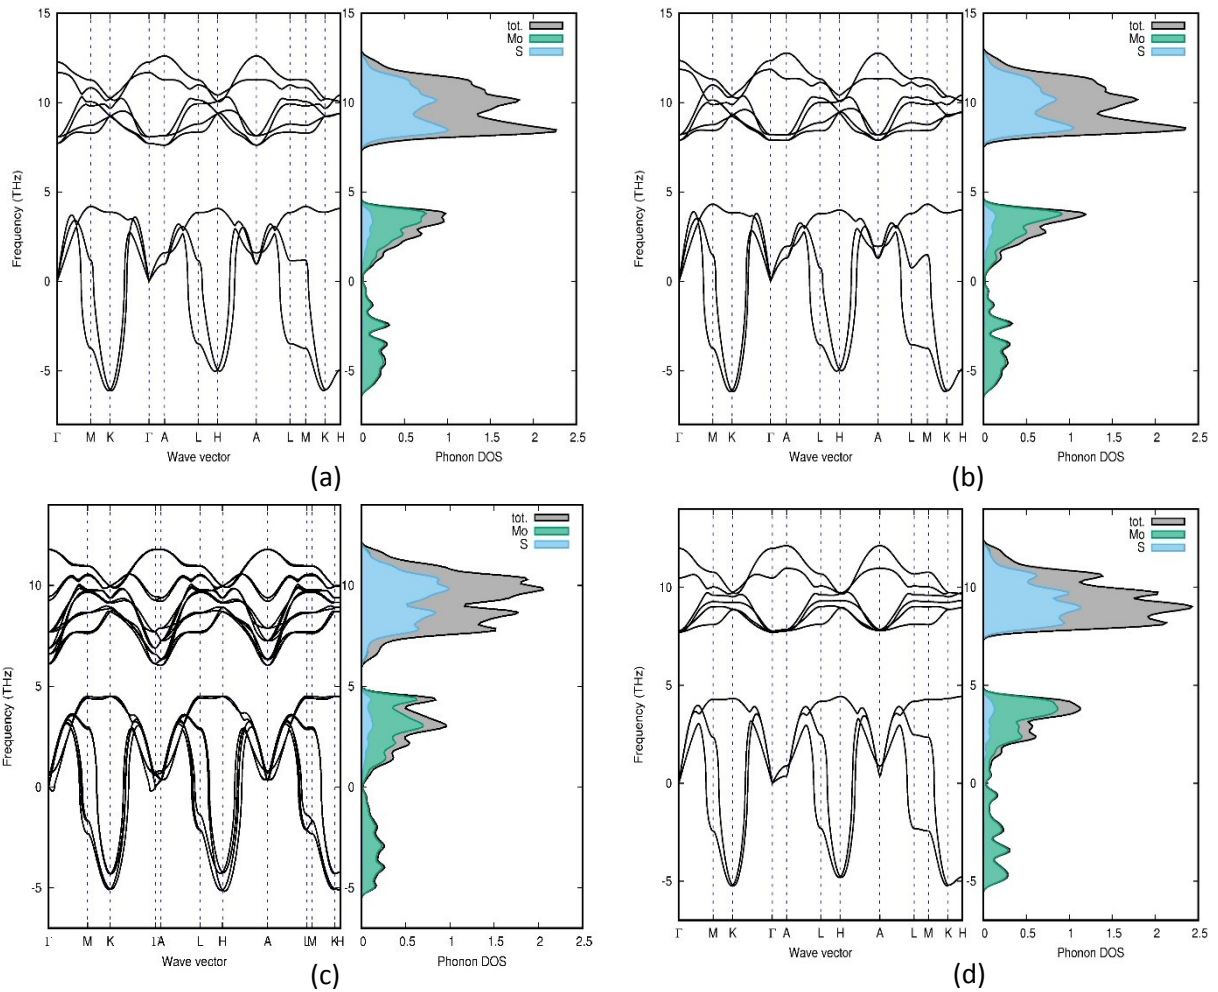 15
10
5
0
-5
Frequency (THz)
Γ M K Γ A L H A L M K H
Wave vector
tot.
Mo
S
15
10
5
0
-5
0 0.5 1 1.5 2 2.5
Phonon DOS
(a)
15
10
5
0
-5
Frequency (THz)
Γ M K Γ A L H A L M K H
Wave vector
tot.
Mo
S
15
10
5
0
-5
0 0.5 1 1.5 2 2.5
Phonon DOS
(b)
10
5
0
-5
Frequency (THz)
Γ M K Γ A L H A L M K H
Wave vector
tot.
Mo
S
10
5
0
-5
0 0.5 1 1.5 2 2.5
Phonon DOS
(c)
10
5
0
-5
Frequency (THz)
Γ M K Γ A L H A L M K H
Wave vector
tot.
Mo
S
10
5
0
-5
0 0.5 1 1.5 2 2.5
Phonon DOS
(d)